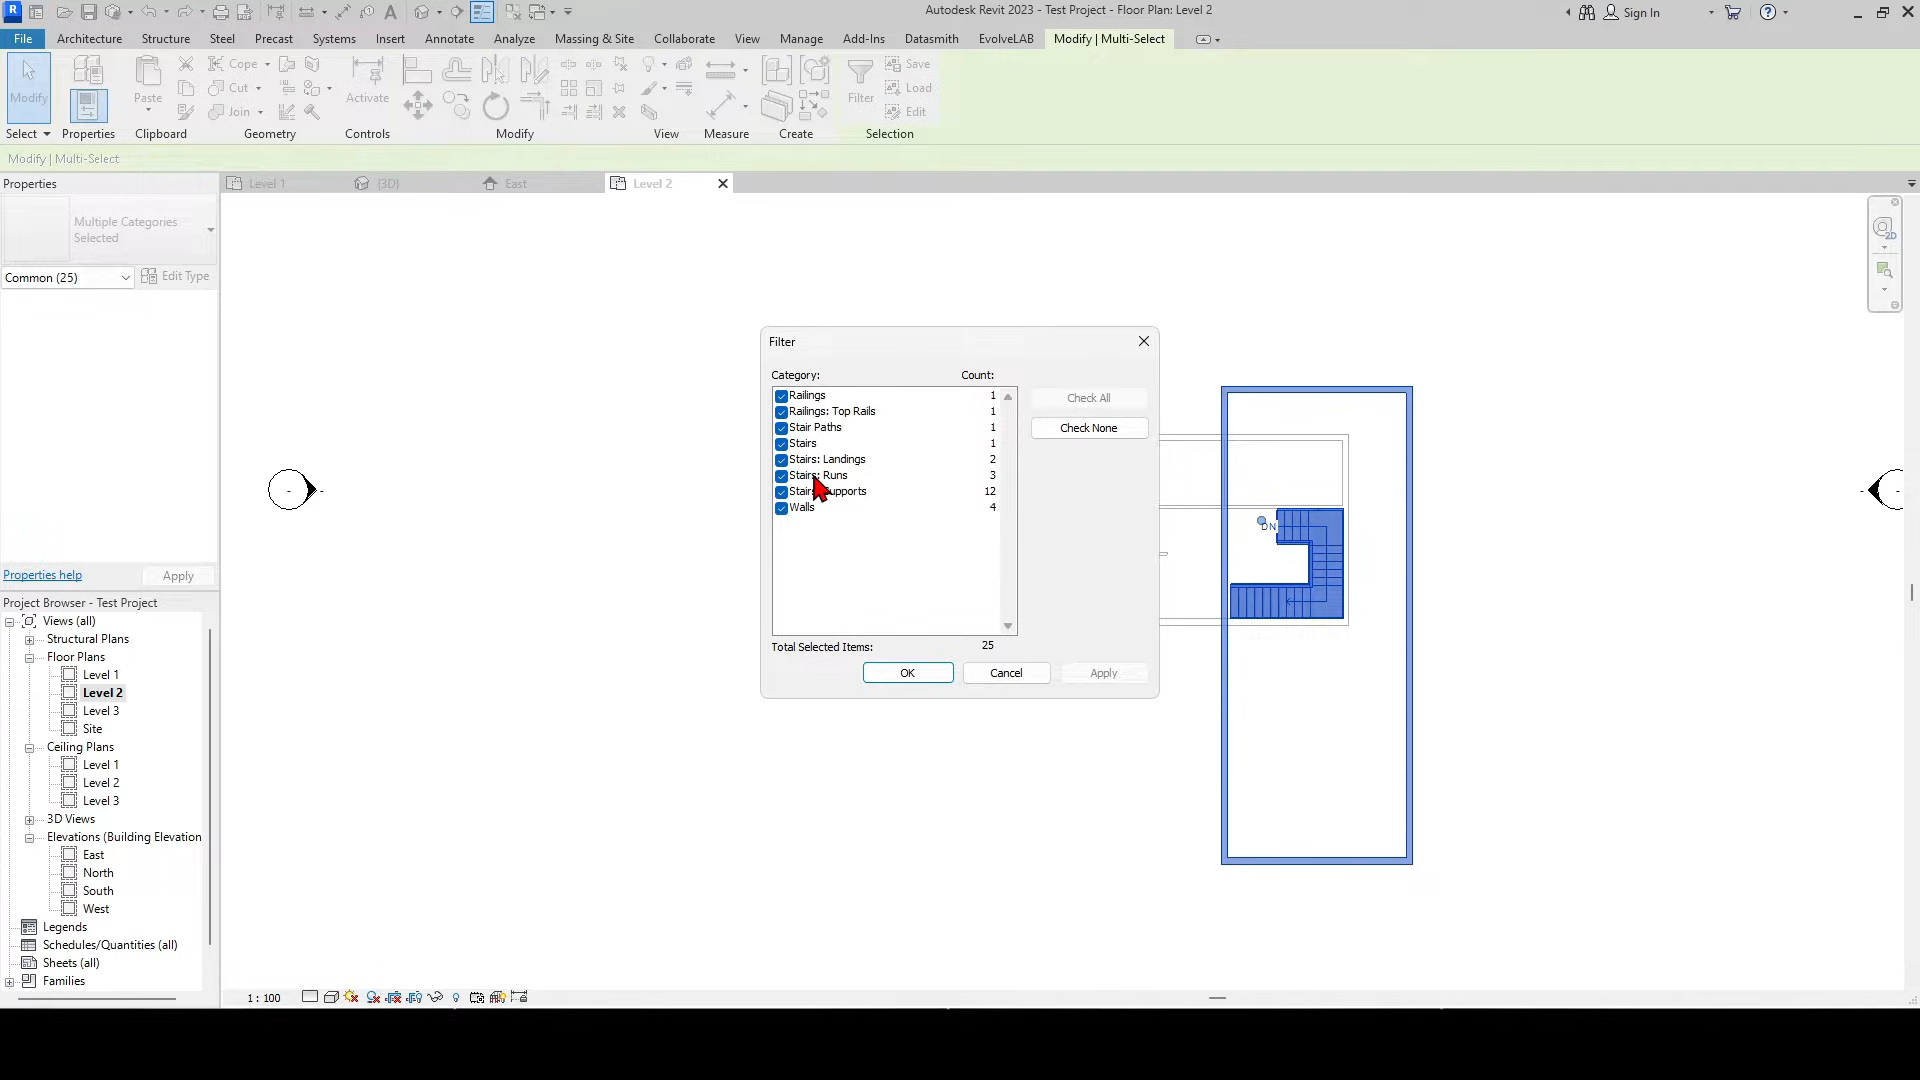 Autodesk Revit 2023 - Test Project - Floor Plan: Level 2
Sign In
File Architecture Structure Steel Precast Systems Insert Annotate Analyze Massing & Site Collaborate View Manage Add-Ins Datasmith EvolveLAB Modify | Multi-Select
Modify
Paste
Cope
Cut
Join
Activate
Filter
Save
Load
Edit
Select Properties Clipboard Geometry Controls Modify View Measure Create Selection
Modify | Multi-Select
Properties
Level 1
{3D}
East
Level 2
Multiple Categories
Selected
Common (25)
Edit Type
2D
Filter
Category: Count:
Railings 1
Railings: Top Rails 1
Stair Paths 1
Stairs 1
Stairs: Landings 2
Stairs: Runs 3
Stairs: Supports 12
Walls 4
Check All
Check None
Total Selected Items: 25
OK Cancel Apply
DN
Properties help
Apply
Project Browser - Test Project
Views (all)
Structural Plans
Floor Plans
Level 1
Level 2
Level 3
Site
Ceiling Plans
Level 1
Level 2
Level 3
3D Views
Elevations (Building Elevation
East
North
South
West
Legends
Schedules/Quantities (all)
Sheets (all)
Families
1 : 100